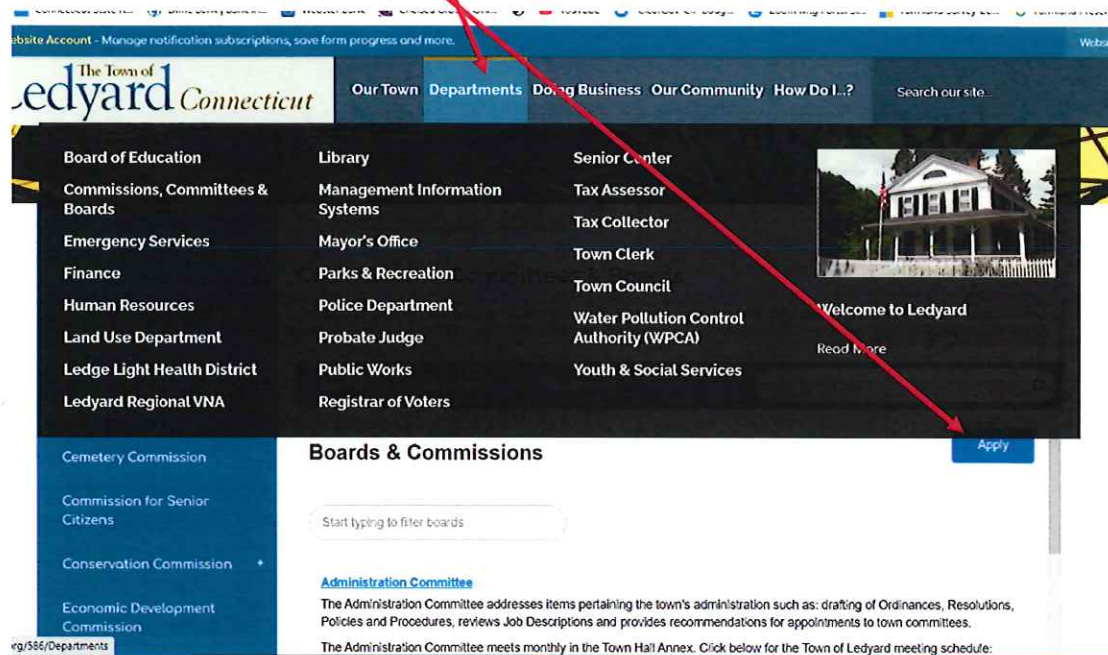 ebsite Account - Manage notification subscriptions, save form progress and more.
Websi
The Town of
Ledyard Connecticut
Our Town Departments Doing Business Our Community How Do I...? Search our site...
Board of Education
Commissions, Committees &
Boards
Emergency Services
Finance
Human Resources
Land Use Department
Ledge Light Health District
Ledyard Regional VNA
Library
Management Information
Systems
Mayor's Office
Parks & Recreation
Police Department
Probate Judge
Public Works
Registrar of Voters
Senior Center
Tax Assessor
Tax Collector
Town Clerk
Town Council
Water Pollution Control
Authority (WPCA)
Youth & Social Services
Welcome to Ledyard
Read More
Cemetery Commission
Commission for Senior
Citizens
Conservation Commission +
Economic Development
Commission
rg/586/Departments
Boards & Commissions
Apply
Start typing to filter boards
Administration Committee
The Administration Committee addresses items pertaining the town's administration such as: drafting of Ordinances, Resolutions,
Policies and Procedures, reviews Job Descriptions and provides recommendations for appointments to town committees.
The Administration Committee meets monthly in the Town Hall Annex. Click below for the Town of Ledyard meeting schedule: